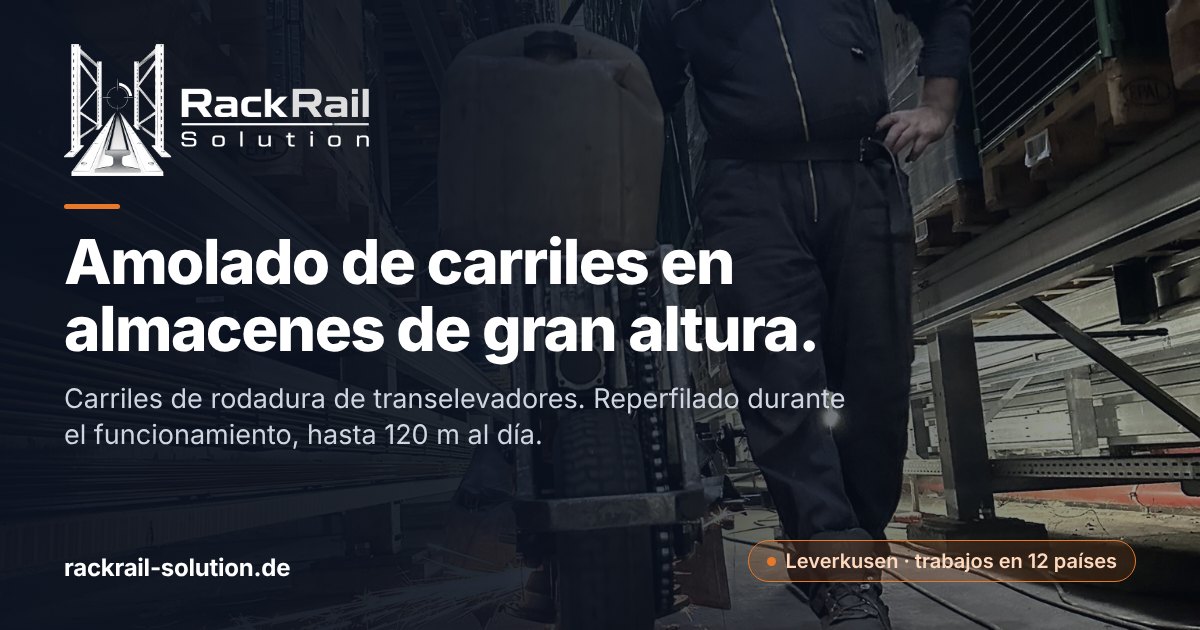 RackRail
Solution
Amolado de carriles en
almacenes de gran altura.
Carriles de rodadura de transelevadores. Reperfilado durante
el funcionamiento, hasta 120 m al día.
rackrail-solution.de
Leverkusen · trabajos en 12 países